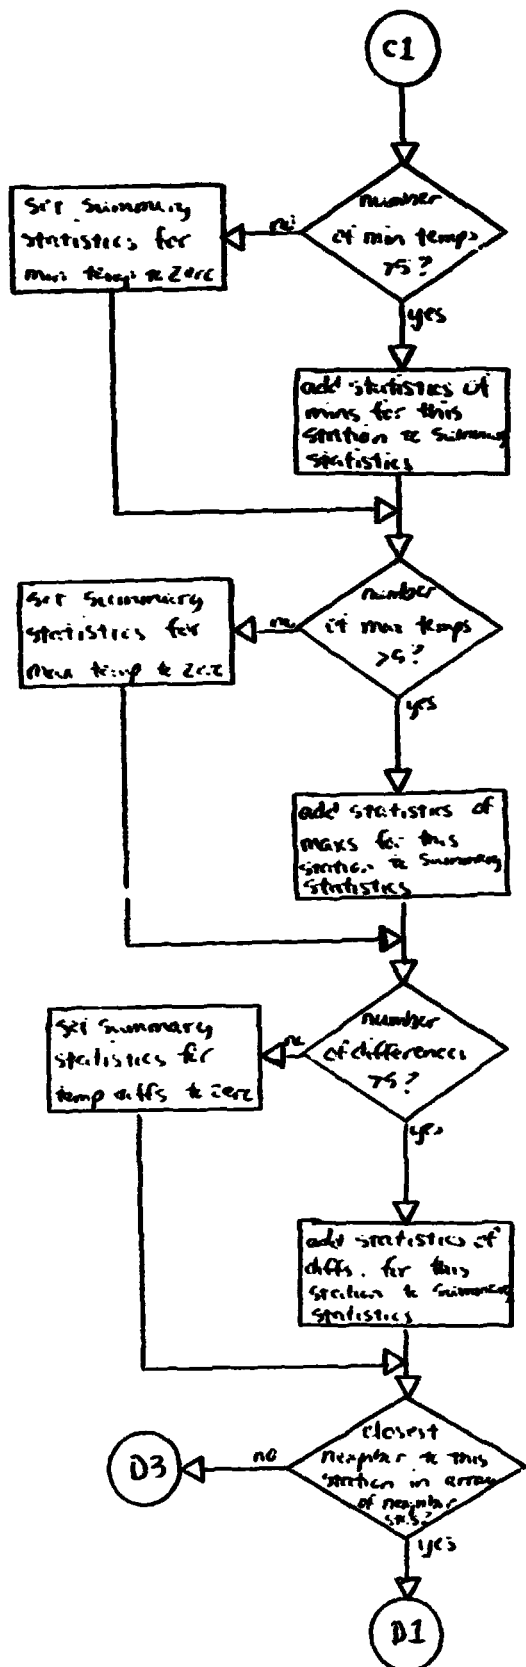 C1
number
of min temps
>5?
no
set summary
statistics for
min temps to zero
yes
add statistics of
mins for this
station to summary
statistics
number
of max temps
>5?
no
set summary
statistics for
max temp to zero
yes
add statistics of
maxs for this
station to summary
statistics
number
of differences
>5?
no
set summary
statistics for
temp diffs to zero
yes
add statistics of
diffs. for this
station to summary
statistics
closest
neighbor to this
station in array
of neighbor
no
D3
yes
D1